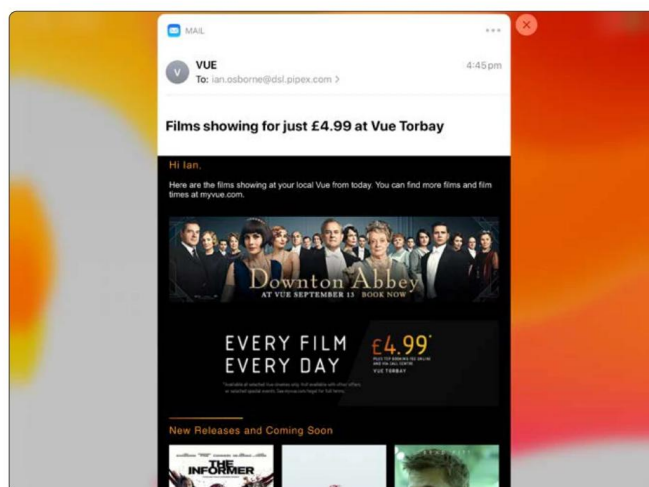 MAIL
V
VUE
4:45pm
To: ian.osborne@dsl.pipex.com >
Films showing for just £4.99 at Vue Torbay
Hi Ian,
Here are the films showing at your local Vue from today. You can find more films and film
times at myvue.com.
Downton Abbey
AT VUE SEPTEMBER 13 BOOK NOW
EVERY FILM
EVERY DAY
£4.99*
VUE TORBAY
New Releases and Coming Soon
THE
INFORMER